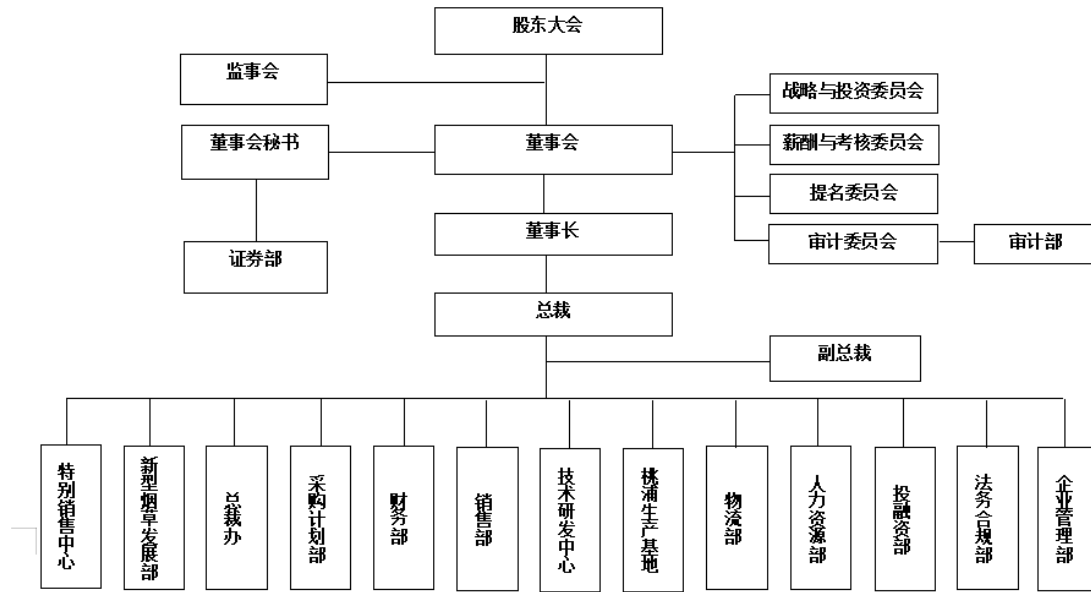 股东大会
监事会
战略与投资委员会
董事会秘书
董事会
薪酬与考核委员会
提名委员会
董事长
审计委员会
审计部
证券部
总裁
副总裁
特别销售中心
新型烟草发展部
总裁办
采购计划部
财务部
销售部
技术研发中心
桃浦生产基地
物流部
人力资源部
投融资部
法务合规部
企业管理部